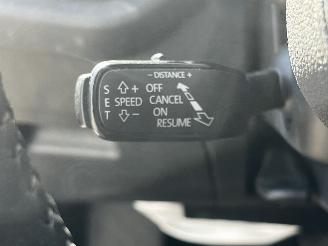 - DISTANCE +
S ⇧+ OFF
E SPEED CANCEL
T ⇩- ON
RESUME